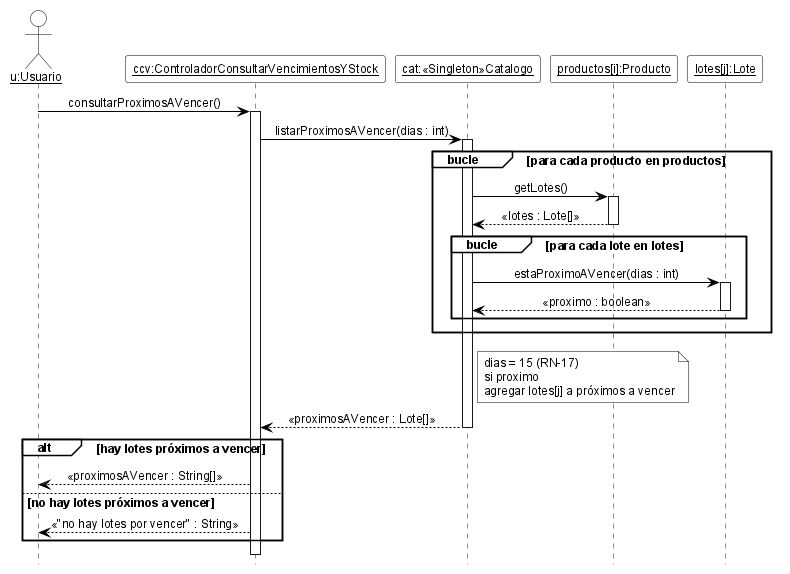 u:Usuario
ccv:ControladorConsultarVencimientosYStock
cat:«Singleton»Catalogo
productos[i]:Producto
lotes[j]:Lote
consultarProximosAVencer()
listarProximosAVencer(dias : int)
bucle
[para cada producto en productos]
getLotes()
«lotes : Lote[]»
bucle
[para cada lote en lotes]
estaProximoAVencer(dias : int)
«proximo : boolean»
dias = 15 (RN-17)
si proximo
agregar lotes[j] a próximos a vencer
«proximosAVencer : Lote[]»
alt
[hay lotes próximos a vencer]
«proximosAVencer : String[]»
[no hay lotes próximos a vencer]
«"no hay lotes por vencer" : String»